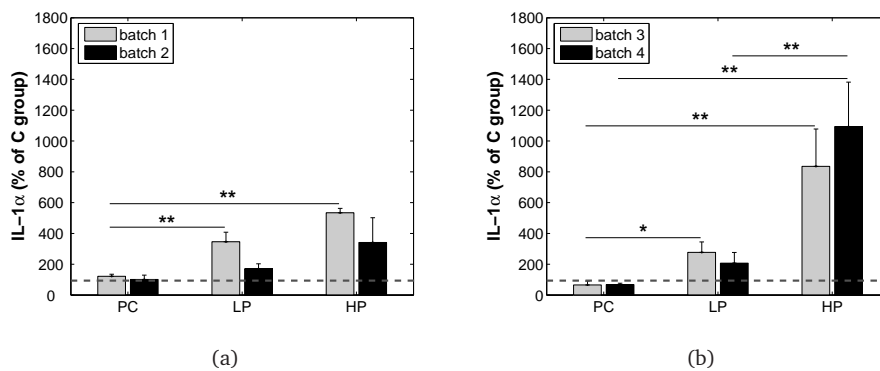 1800
1600
1400
1200
1000
800
600
400
200
0
IL−1α (% of C group)
batch 1
batch 2
**
**
PC LP HP
(a)
1800
1600
1400
1200
1000
800
600
400
200
0
IL−1α (% of C group)
batch 3
batch 4
**
**
**
*
PC LP HP
(b)